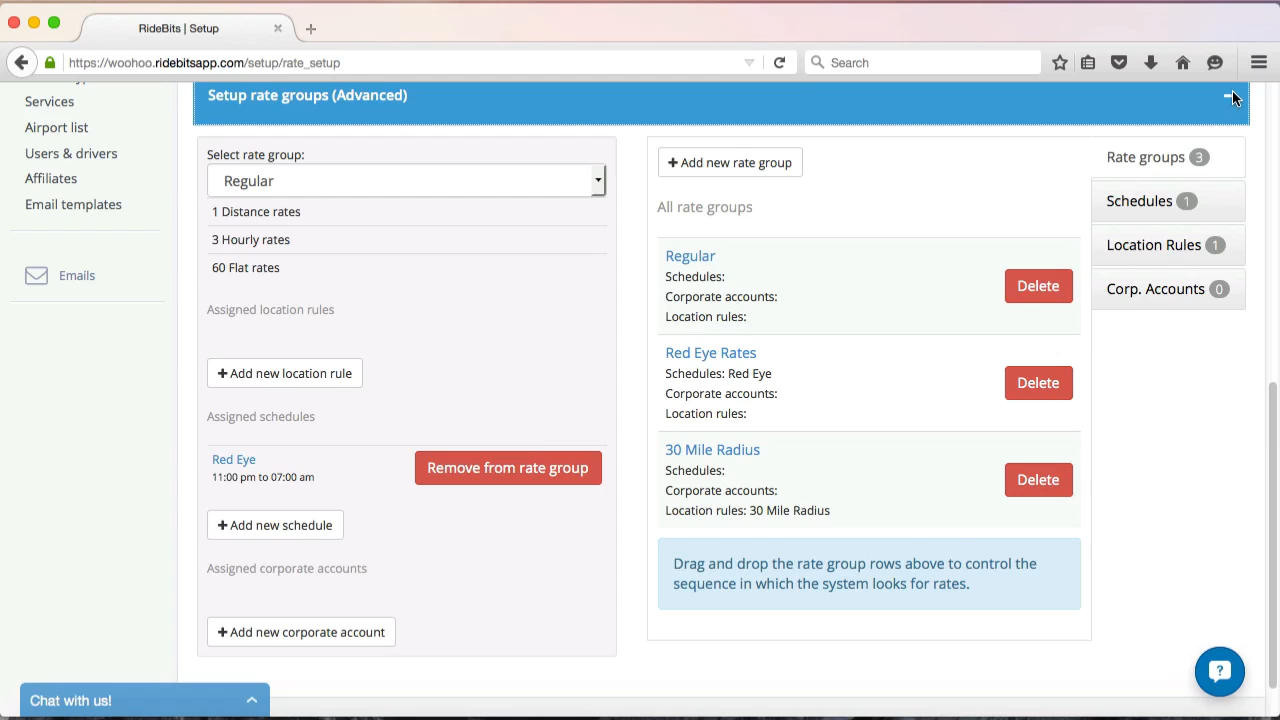 RideBits | Setup
https://woohoo.ridebitsapp.com/setup/rate_setup
Search
Services
Airport list
Users & drivers
Affiliates
Email templates
Emails
Setup rate groups (Advanced)
Select rate group:
Regular
1 Distance rates
3 Hourly rates
60 Flat rates
Assigned location rules
Add new location rule
Assigned schedules
Red Eye
11:00 pm to 07:00 am
Remove from rate group
Add new schedule
Assigned corporate accounts
Add new corporate account
Add new rate group
All rate groups
Regular
Schedules:
Corporate accounts:
Location rules:
Delete
Red Eye Rates
Schedules: Red Eye
Corporate accounts:
Location rules:
Delete
30 Mile Radius
Schedules:
Corporate accounts:
Location rules: 30 Mile Radius
Delete
Drag and drop the rate group rows above to control the
sequence in which the system looks for rates.
Rate groups 3
Schedules 1
Location Rules 1
Corp. Accounts 0
Chat with us!